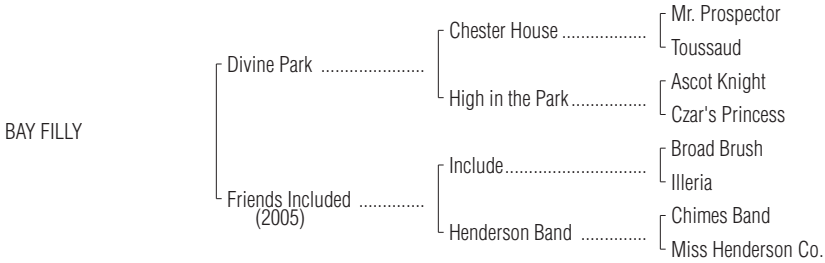 Mr. Prospector
Chester House ..................
Toussaud
Divine Park ......................
Ascot Knight
High in the Park................
Czar's Princess
BAY FILLY
Broad Brush
Include..............................
Illeria
Friends Included ..............
(2005)
Chimes Band
Henderson Band ..............
Miss Henderson Co.